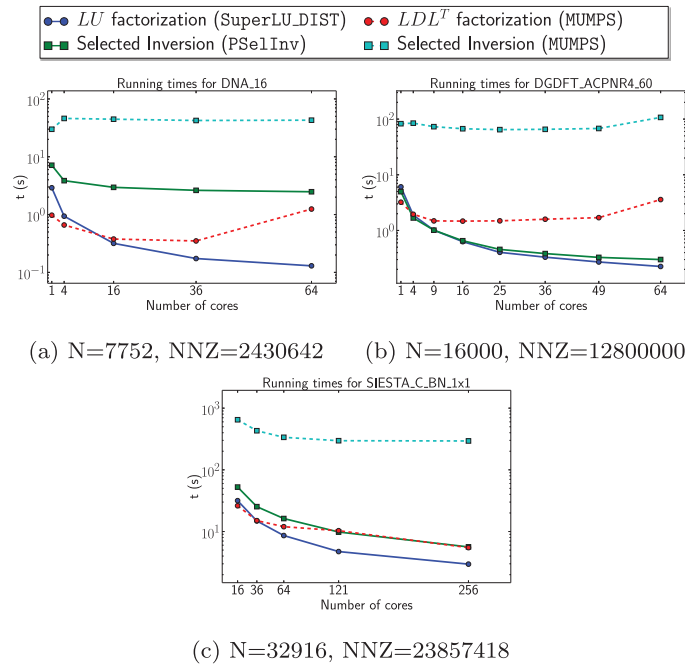 LU factorization (SuperLU_DIST)
LDL^T factorization (MUMPS)
Selected Inversion (PSelInv)
Selected Inversion (MUMPS)
Running times for DNA_16
10^2
10^1
10^0
10^-1
t (s)
1 4 16 36 64
Number of cores
(a) N=7752, NNZ=2430642
Running times for DGDFT_ACPNR4_60
10^2
10^1
10^0
t (s)
1 4 9 16 25 36 49 64
Number of cores
(b) N=16000, NNZ=12800000
Running times for SIESTA_C_BN_1x1
10^3
10^2
10^1
t (s)
16 36 64 121 256
Number of cores
(c) N=32916, NNZ=23857418